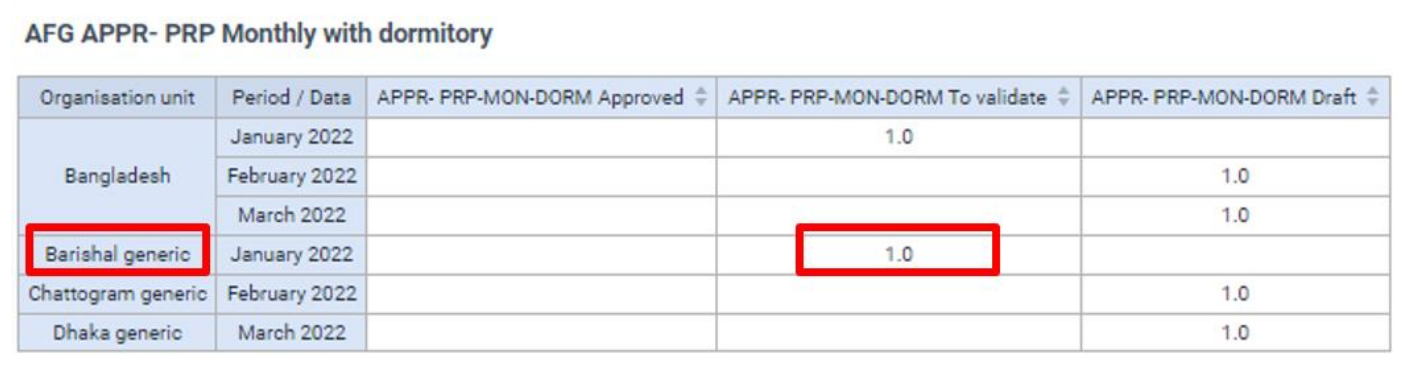 AFG APPR- PRP Monthly with dormitory
Organisation unit Period / Data APPR- PRP-MON-DORM Approved APPR- PRP-MON-DORM To validate APPR- PRP-MON-DORM Draft
Bangladesh January 2022 1.0
February 2022 1.0
March 2022 1.0
Barishal generic January 2022 1.0
Chattogram generic February 2022 1.0
Dhaka generic March 2022 1.0